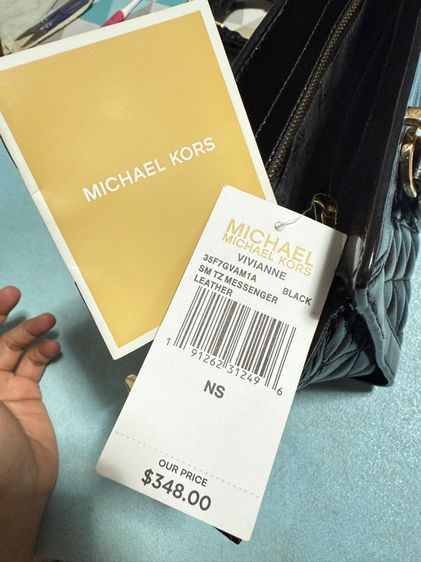 MICHAEL KORS
MICHAEL
MICHAEL KORS
VIVIANNE
35F7GVAM1A BLACK
SM TZ MESSENGER
LEATHER
1 91262 31249 6
NS
OUR PRICE
$348.00